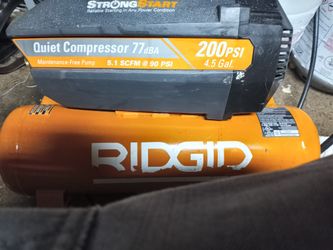 STRONGSTART
Reliable Starting in Any Power Condition
Quiet Compressor 77dBA
200PSI
Maintenance-Free Pump
5.1 SCFM @ 90 PSI
4.5 Gal.
RIDGID